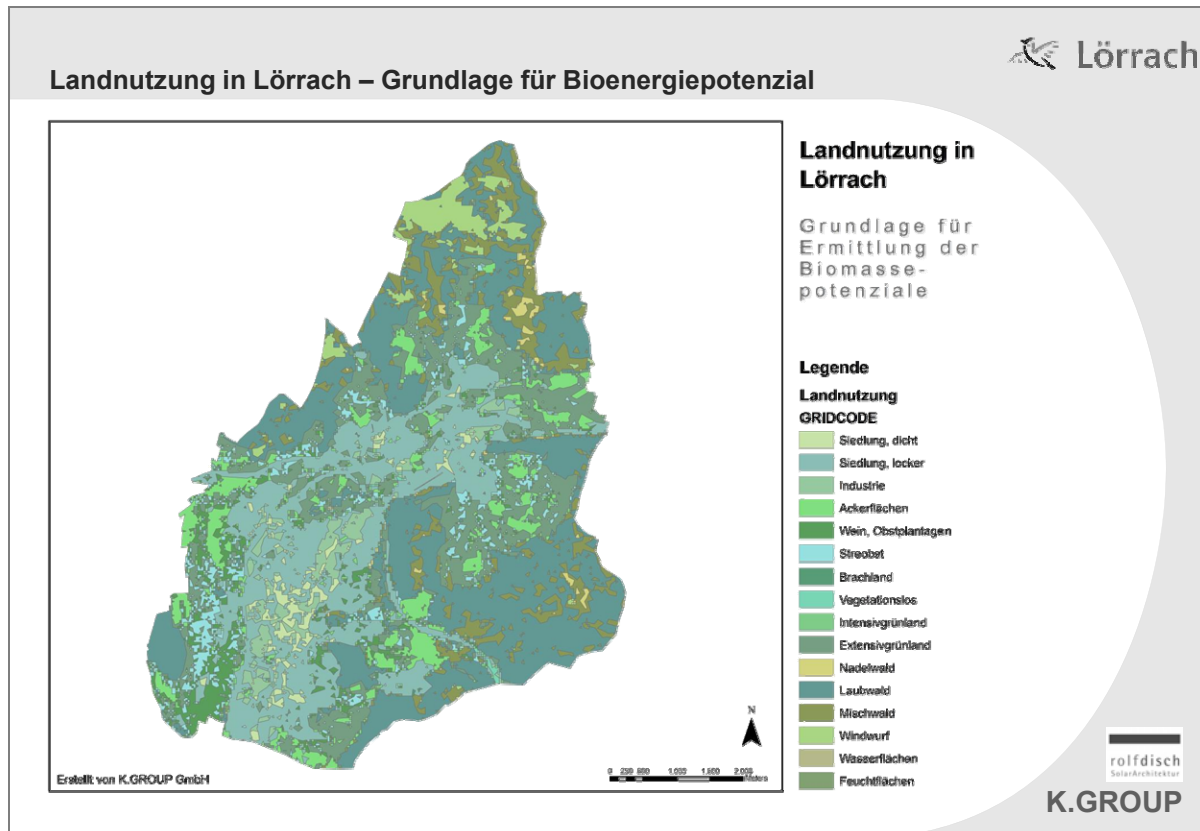 Lörrach
Landnutzung in Lörrach – Grundlage für Bioenergiepotenzial
Landnutzung in
Lörrach
Grundlage für
Ermittlung der
Biomasse-
potenziale
Legende
Landnutzung
GRIDCODE
Siedlung, dicht
Siedlung, locker
Industrie
Ackerflächen
Wein, Obstplantagen
Streobst
Brachland
Vegetationslos
Intensivgrünland
Extensivgrünland
Nadelwald
Laubwald
Mischwald
Windwurf
Wasserflächen
Feuchtflächen
N
Erstellt von K.GROUP GmbH
0
Meters
rolfdisch
SolarArchitektur
K.GROUP